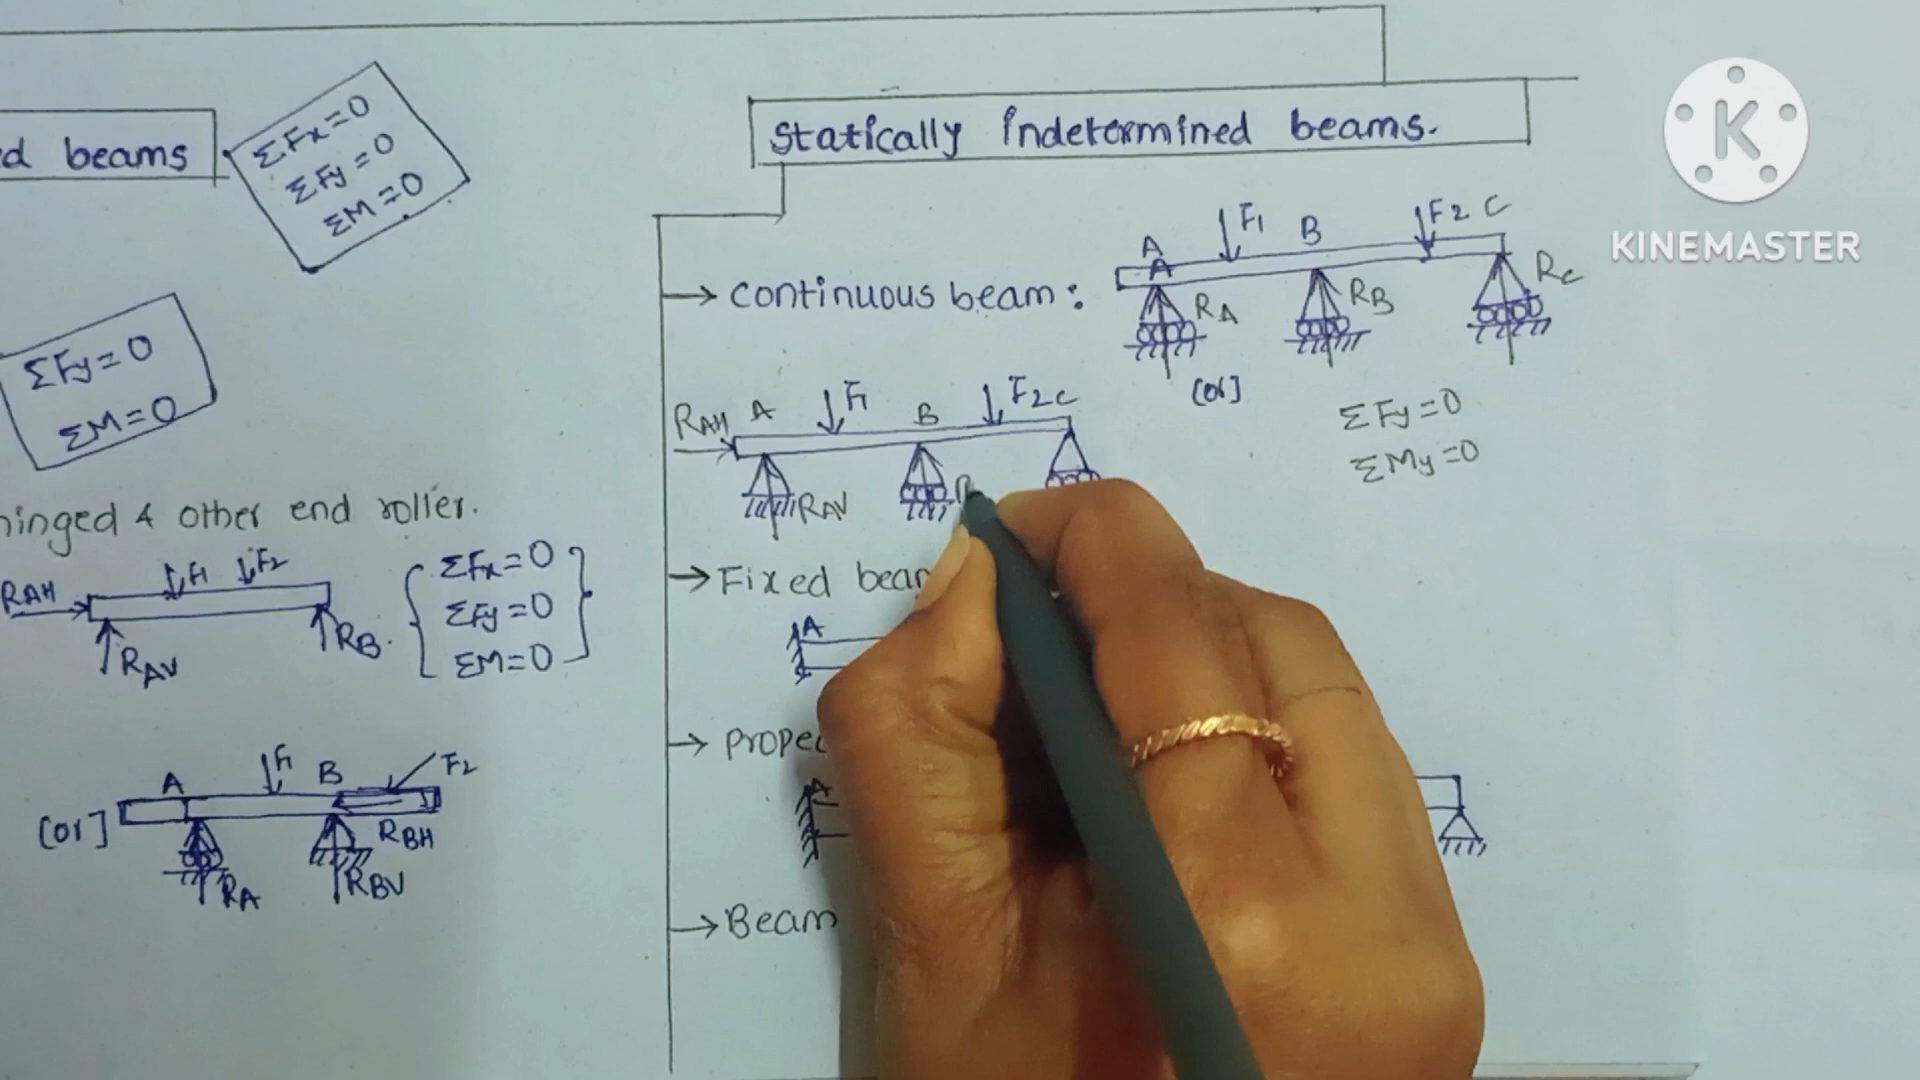 d beams
ΣFx=0
ΣFy=0
ΣM=0
ΣFy=0
ΣM=0
hinged & other end roller.
RAH
F1
F2
RAV
RB.
ΣFx=0
ΣFy=0
ΣM=0
[or]
A
F1
B
F2
RA
RBV
RBH
Statically indetermined beams.
→ continuous beam:
A
A
F1
B
F2
C
RA
RB
RC
[or]
ΣFy=0
ΣMy=0
RAH
A
F1
B
F2
C
RAV
→ Fixed bea
A
→ Prope
A
→ Beam
K
KINEMASTER